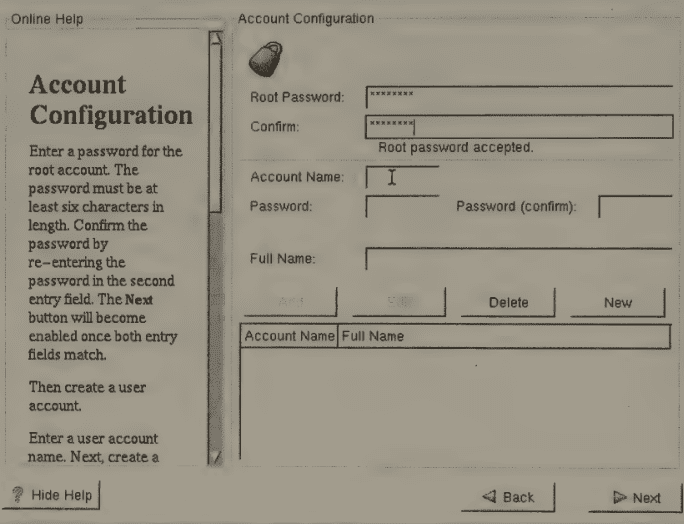 Online Help
Account
Configuration
Enter a password for the
root account. The
password must be at
least six characters in
length. Confirm the
password by
re-entering the
password in the second
entry field. The Next
button will become
enabled once both entry
fields match.
Then create a user
account.
Enter a user account
name. Next, create a
Account Configuration
Root Password: ********
Confirm: ********
Root password accepted.
Account Name:
Password: Password (confirm):
Full Name:
Delete New
Account Name Full Name
Hide Help Back Next